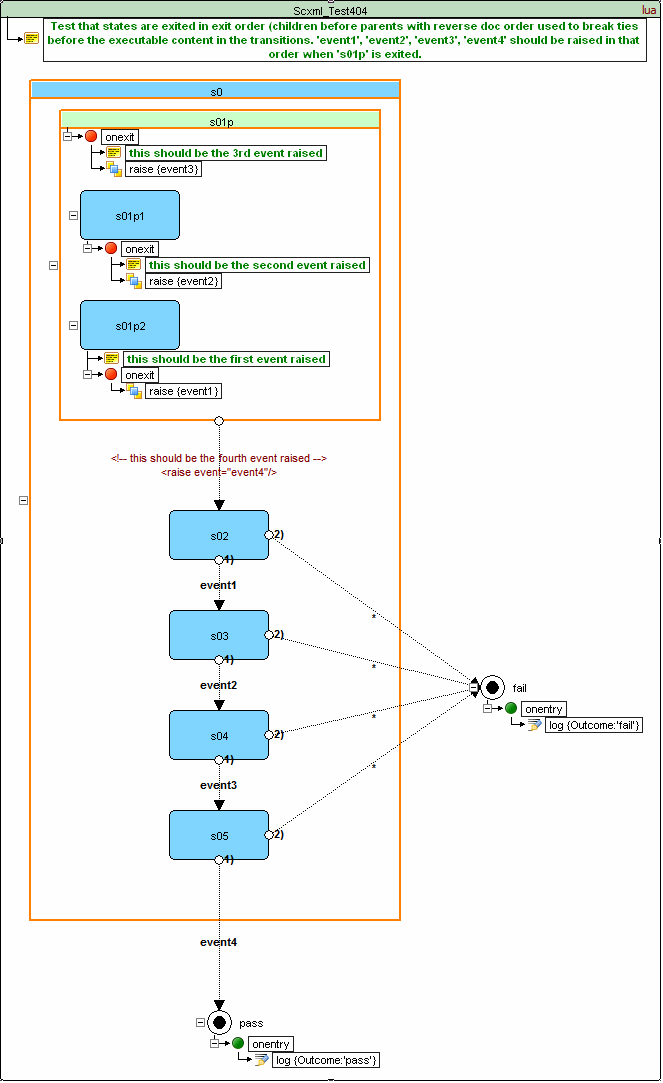 Scxml_Test404
lua
Test that states are exited in exit order (children before parents with reverse doc order used to break ties
before the executable content in the transitions. 'event1', 'event2', 'event3', 'event4' should be raised in that
order when 's01p' is exited.
s0
s01p
onexit
this should be the 3rd event raised
raise {event3}
s01p1
onexit
this should be the second event raised
raise {event2}
s01p2
this should be the first event raised
onexit
raise {event1}
<!-- this should be the fourth event raised -->
<raise event="event4"/>
s02
2)
1)
event1
*
s03
2)
1)
event2
*
fail
onentry
log {Outcome:'fail'}
s04
2)
1)
event3
*
s05
2)
1)
*
event4
pass
onentry
log {Outcome:'pass'}